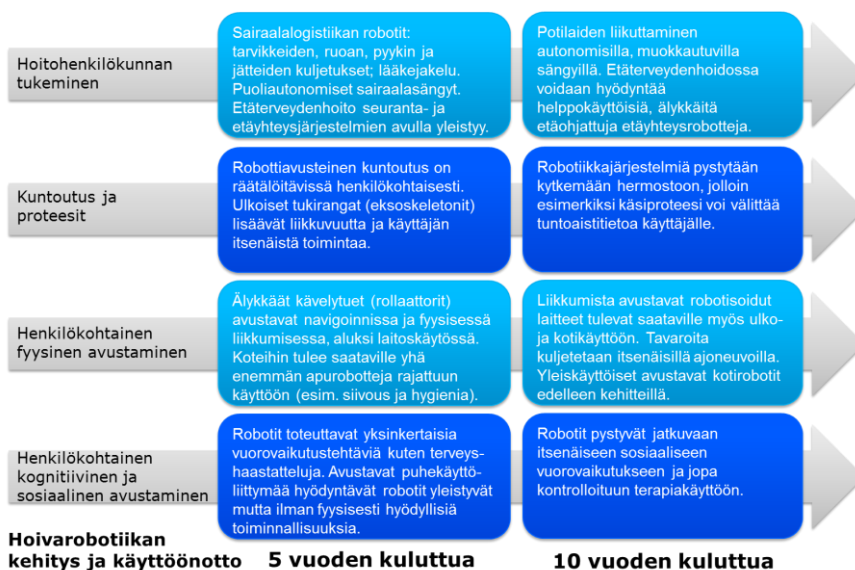 Hoitohenkilökunnan
tukeminen
Sairaalalogistiikan robotit:
tarvikkeiden, ruoan, pyykin ja
jätteiden kuljetukset; lääkejakelu.
Puoliautonomiset sairaalasängyt.
Etäterveydenhoito seuranta- ja
etäyhteysjärjestelmien avulla yleistyy.
Potilaiden liikuttaminen
autonomisilla, muokkautuvilla
sängyillä. Etäterveydenhoidossa
voidaan hyödyntää
helppokäyttöisiä, älykkäitä
etäohjattuja etäyhteysrobotteja.
Kuntoutus ja
proteesit
Robottiavusteinen kuntoutus on
räätälöitävissä henkilökohtaisesti.
Ulkoiset tukirangat (eksoskeletonit)
lisäävät liikkuvuutta ja käyttäjän
itsenäistä toimintaa.
Robotiikkajärjestelmiä pystytään
kytkemään hermostoon, jolloin
esimerkiksi käsiproteesi voi välittää
tuntoaistitietoa käyttäjälle.
Henkilökohtainen
fyysinen avustaminen
Älykkäät kävelytuet (rollaattorit)
avustavat navigoinnissa ja fyysisessä
liikkumisessa, aluksi laitoskäytössä.
Koteihin tulee saataville yhä
enemmän apurobotteja rajattuun
käyttöön (esim. siivous ja hygienia).
Liikkumista avustavat robotisoidut
laitteet tulevat saataville myös ulko-
ja kotikäyttöön. Tavaroita
kuljetetaan itsenäisillä ajoneuvoilla.
Yleiskäyttöiset avustavat kotirobotit
edelleen kehitteillä.
Henkilökohtainen
kognitiivinen ja
sosiaalinen avustaminen
Robotit toteuttavat yksinkertaisia
vuorovaikutustehtäviä kuten terveys-
haastatteluja. Avustavat puhekäyttö-
liittymää hyödyntävät robotit yleistyvät
mutta ilman fyysisesti hyödyllisiä
toiminnallisuuksia.
Robotit pystyvät jatkuvaan
itsenäiseen sosiaaliseen
vuorovaikutukseen ja jopa
kontrolloituun terapiakäyttöön.
Hoivarobotiikan
kehitys ja käyttöönotto
5 vuoden kuluttua
10 vuoden kuluttua